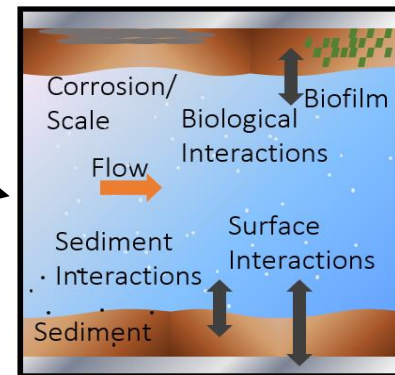 Corrosion/
Scale
Biofilm
Biological
Interactions
Flow
Surface
Interactions
Sediment
Interactions
Sediment